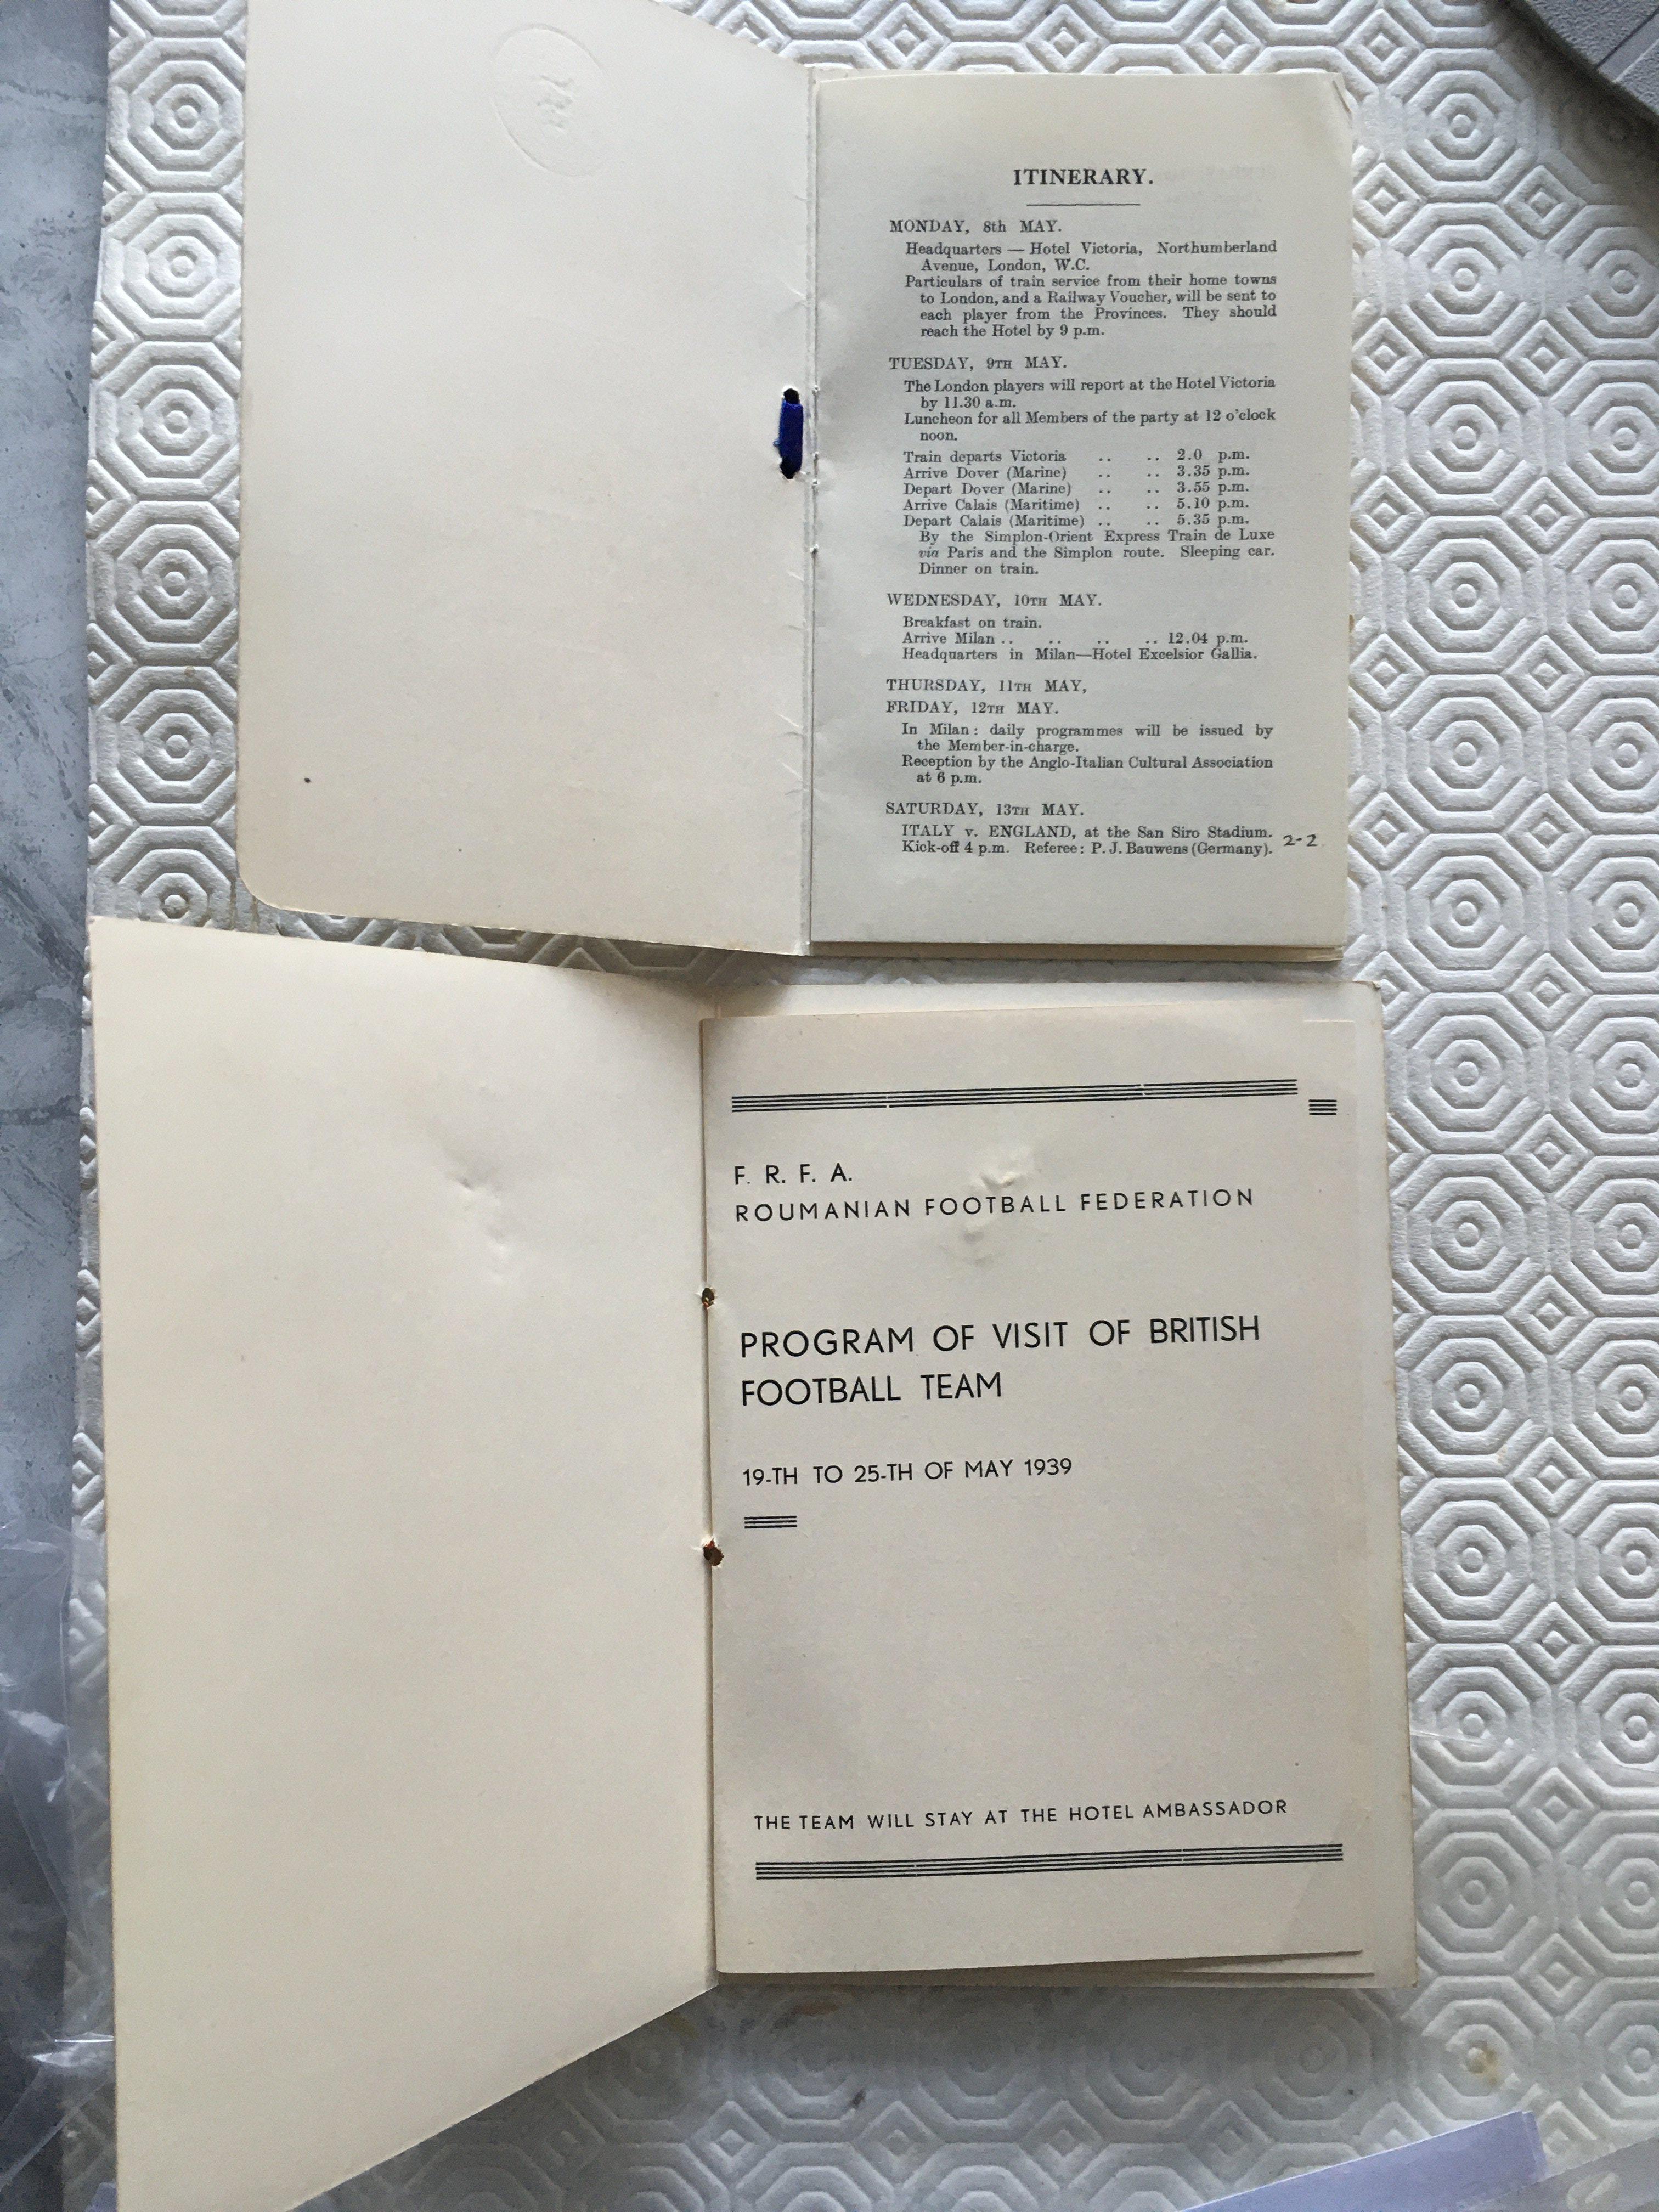 ITINERARY.
MONDAY, 8th MAY.
Headquarters — Hotel Victoria, Northumberland
Avenue, London, W.C.
Particulars of train service from their home towns
to London, and a Railway Voucher, will be sent to
each player from the Provinces. They should
reach the Hotel by 9 p.m.
TUESDAY, 9TH MAY.
The London players will report at the Hotel Victoria
by 11.30 a.m.
Luncheon for all Members of the party at 12 o'clock
noon.
Train departs Victoria .. .. 2.0 p.m.
Arrive Dover (Marine) .. .. 3.35 p.m.
Depart Dover (Marine) .. .. 3.55 p.m.
Arrive Calais (Maritime) .. .. 5.10 p.m.
Depart Calais (Maritime) .. .. 5.35 p.m.
By the Simplon-Orient Express Train de Luxe
via Paris and the Simplon route. Sleeping car.
Dinner on train.
WEDNESDAY, 10TH MAY.
Breakfast on train.
Arrive Milan .. .. .. .. 12.04 p.m.
Headquarters in Milan—Hotel Excelsior Gallia.
THURSDAY, 11TH MAY,
FRIDAY, 12TH MAY.
In Milan : daily programmes will be issued by
the Member-in-charge.
Reception by the Anglo-Italian Cultural Association
at 6 p.m.
SATURDAY, 13TH MAY.
ITALY v. ENGLAND, at the San Siro Stadium.
Kick-off 4 p.m. Referee: P. J. Bauwens (Germany). 2-2
F. R. F. A.
ROUMANIAN FOOTBALL FEDERATION
PROGRAM OF VISIT OF BRITISH
FOOTBALL TEAM
19-TH TO 25-TH OF MAY 1939
THE TEAM WILL STAY AT THE HOTEL AMBASSADOR